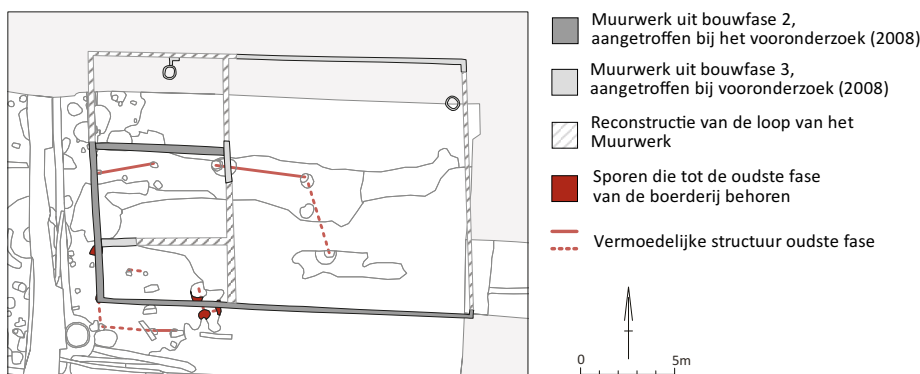 Muurwerk uit bouwfase 2,
aangetroffen bij het vooronderzoek (2008)
Muurwerk uit bouwfase 3,
aangetroffen bij vooronderzoek (2008)
Reconstructie van de loop van het
Muurwerk
Sporen die tot de oudste fase
van de boerderij behoren
Vermoedelijke structuur oudste fase
0 5m